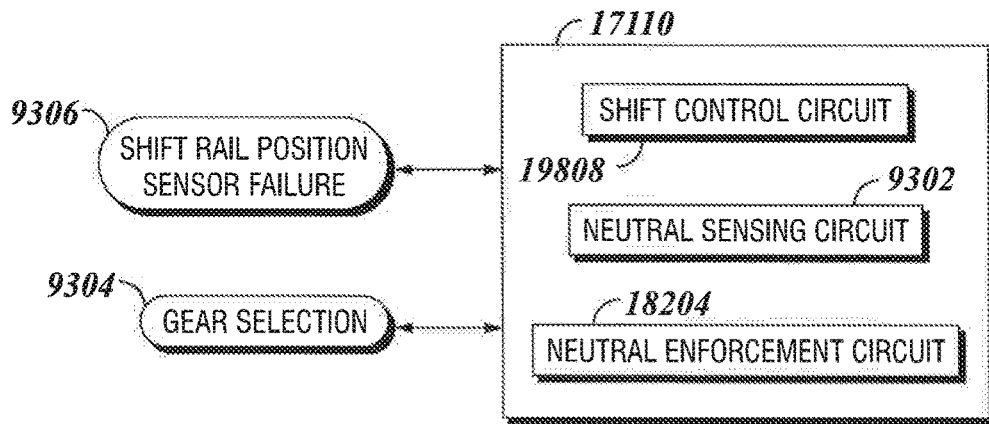 17110
9306
SHIFT RAIL POSITION
SENSOR FAILURE
SHIFT CONTROL CIRCUIT
19808
9302
NEUTRAL SENSING CIRCUIT
9304
GEAR SELECTION
18204
NEUTRAL ENFORCEMENT CIRCUIT